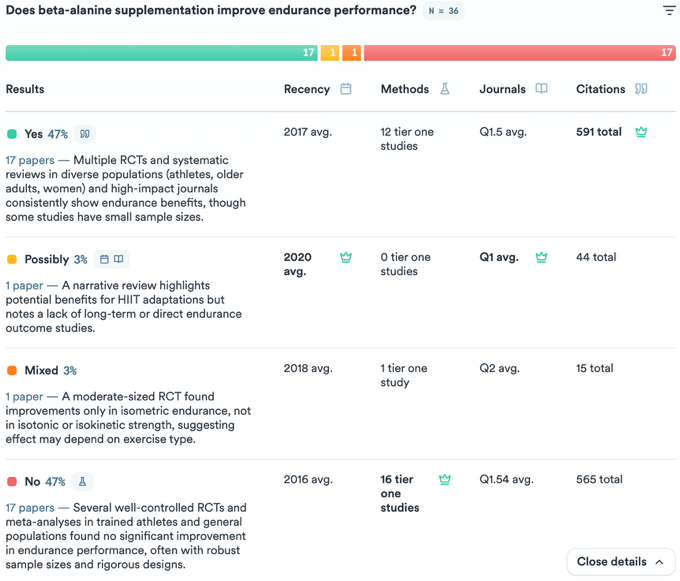 Does beta-alanine supplementation improve endurance performance? N = 36
17 1 1 17
Results Recency Methods Journals Citations
Yes 47% 2017 avg. 12 tier one Q1.5 avg. 591 total
studies
17 papers — Multiple RCTs and systematic
reviews in diverse populations (athletes, older
adults, women) and high-impact journals
consistently show endurance benefits, though
some studies have small sample sizes.
Possibly 3% 2020 0 tier one Q1 avg. 44 total
avg. studies
1 paper — A narrative review highlights
potential benefits for HIIT adaptations but
notes a lack of long-term or direct endurance
outcome studies.
Mixed 3% 2018 avg. 1 tier one Q2 avg. 15 total
study
1 paper — A moderate-sized RCT found
improvements only in isometric endurance, not
in isotonic or isokinetic strength, suggesting
effect may depend on exercise type.
No 47% 2016 avg. 16 tier Q1.54 avg. 565 total
one
studies
17 papers — Several well-controlled RCTs and
meta-analyses in trained athletes and general
populations found no significant improvement
in endurance performance, often with robust
sample sizes and rigorous designs.
Close details